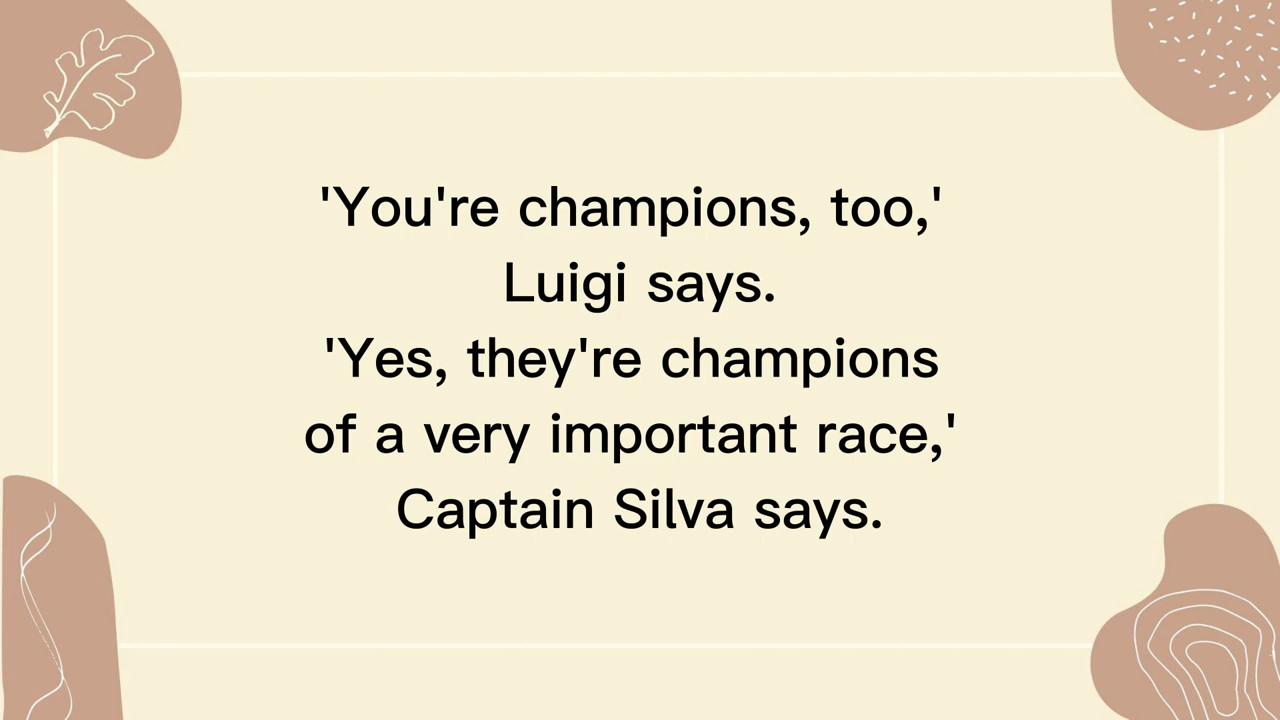 'You're champions, too,'
Luigi says.
'Yes, they're champions
of a very important race,'
Captain Silva says.